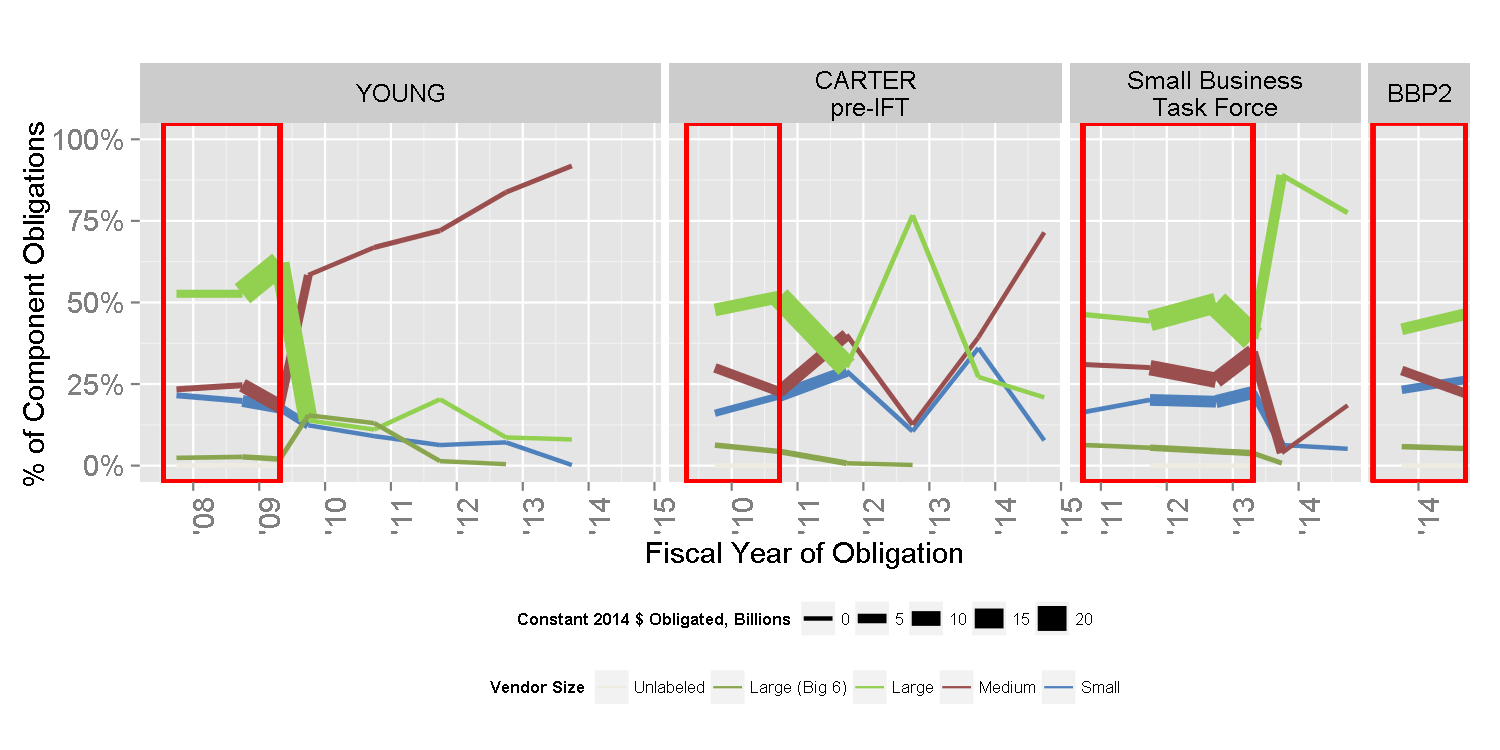 YOUNG
CARTER
pre-IFT
Small Business
Task Force
BBP2
% of Component Obligations
100%
75%
50%
25%
0%
'08 '09 '10 '11 '12 '13 '14 '15 '10 '11 '12 '13 '14 '15 '11 '12 '13 '14 '14
Fiscal Year of Obligation
Constant 2014 $ Obligated, Billions 0 5 10 15 20
Vendor Size Unlabeled Large (Big 6) Large Medium Small